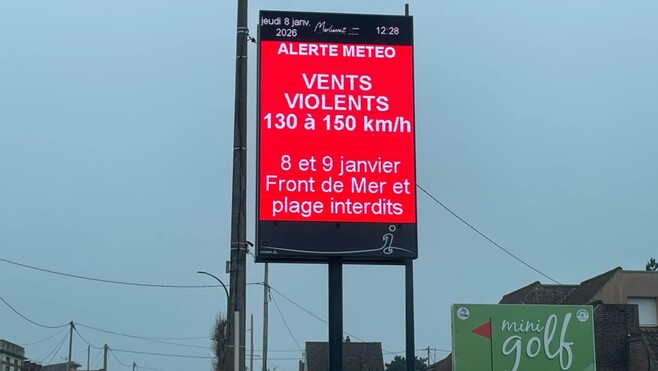 jeudi 8 janv.
2026
Merlimont
12:28
ALERTE METEO
VENTS
VIOLENTS
130 à 150 km/h
8 et 9 janvier
Front de Mer et
plage interdits
i
mini
golf